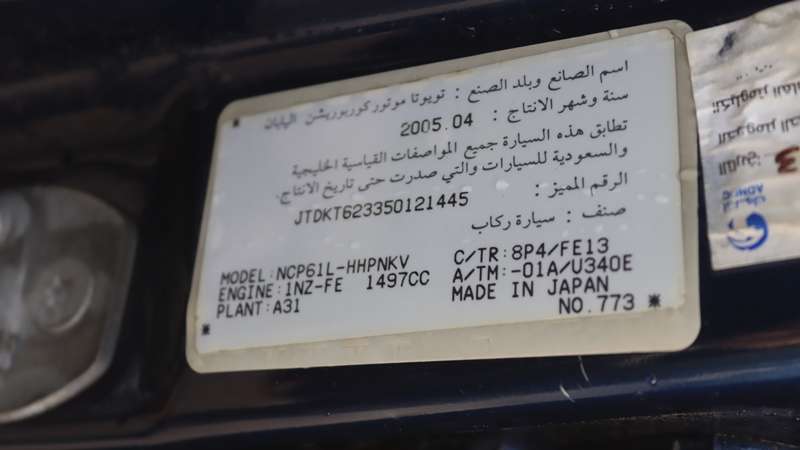 اسم الصانع وبلد الصنع : تويوتا موتور كوربوريشن اليابان
سنة وشهر الانتاج : 2005.04
تطابق هذه السيارة جميع المواصفات القياسية الخليجية
والسعودية للسيارات والتي صدرت حتى تاريخ الانتاج.
الرقم المميز : JTDKT623350121445
صنف : سيارة ركاب
MODEL:NCP61L-HHPNKV C/TR:8P4/FE13
ENGINE:1NZ-FE 1497CC A/TM:-01A/U340E
PLANT:A31 MADE IN JAPAN
NO.773